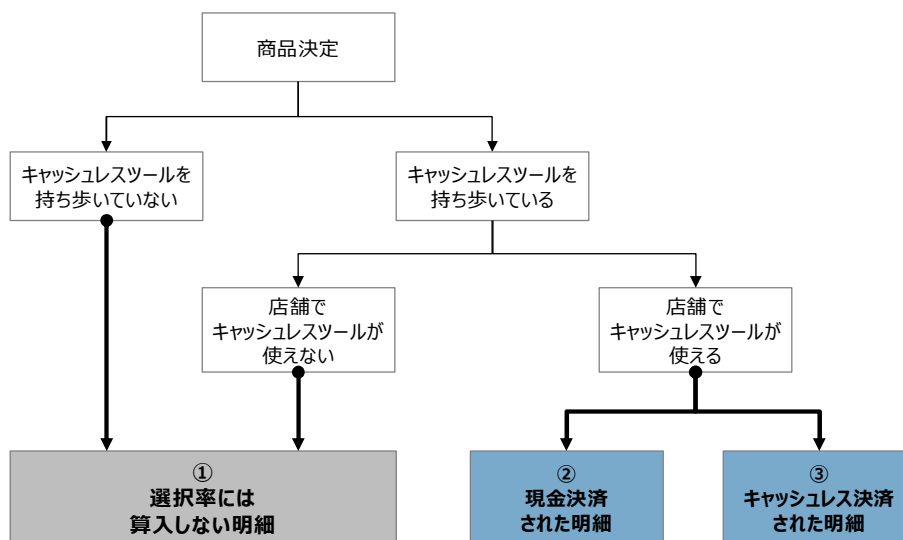 商品決定
キャッシュレスツールを
持ち歩いていない
キャッシュレスツールを
持ち歩いている
店舗で
キャッシュレスツールが
使えない
店舗で
キャッシュレスツールが
使える
①
選択率には
算入しない明細
②
現金決済
された明細
③
キャッシュレス決済
された明細